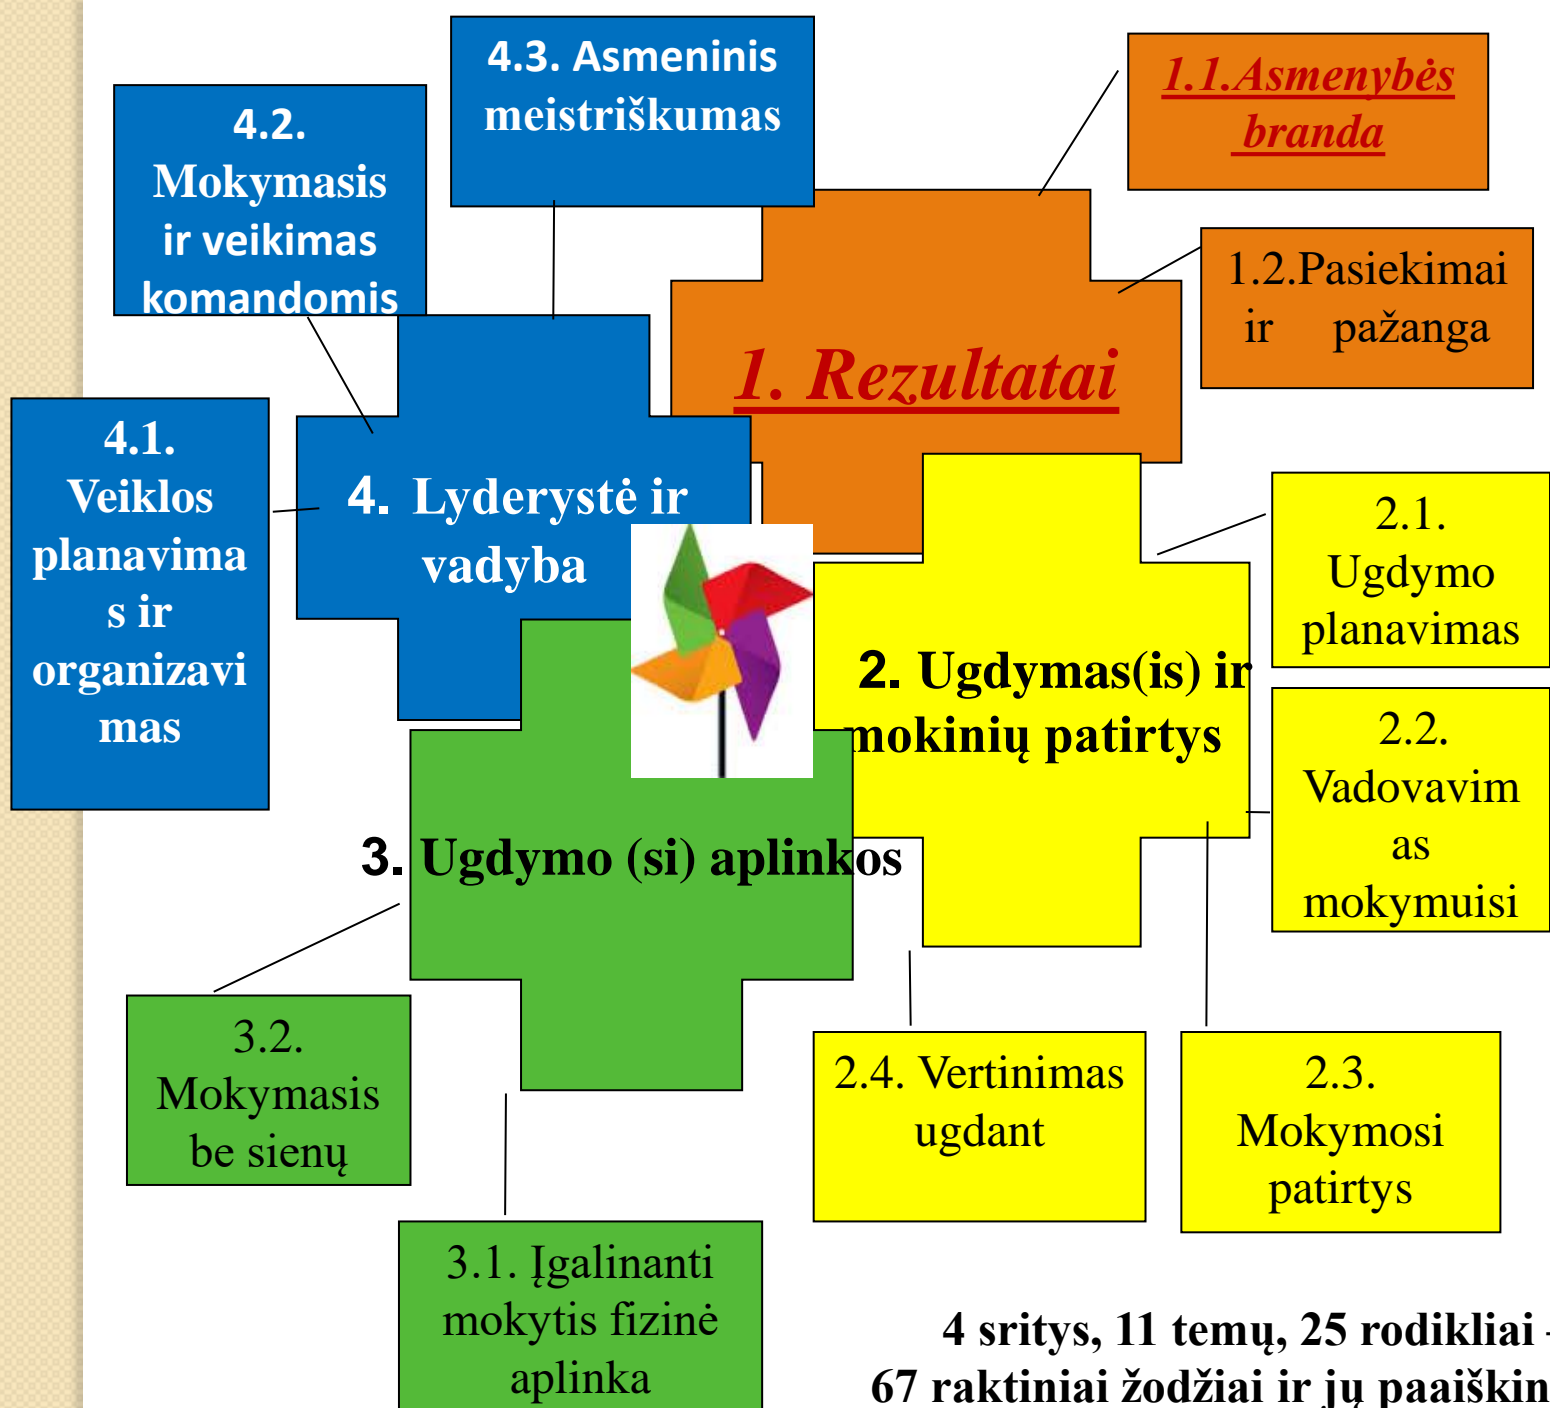 4.3. Asmeninis
meistriškumas
1.1.Asmenybės
branda
4.2.
Mokymasis
ir veikimas
komandomis
1.2.Pasiekimai
ir pažanga
1. Rezultatai
4.1.
Veiklos
planavima
s ir
organizavi
mas
4. Lyderystė ir
vadyba
2.1.
Ugdymo
planavimas
2. Ugdymas(is) ir
mokinių patirtys
2.2.
Vadovavim
as
mokymuisi
3. Ugdymo (si) aplinkos
3.2.
Mokymasis
be sienų
2.4. Vertinimas
ugdant
2.3.
Mokymosi
patirtys
3.1. Įgalinanti
mokytis fizinė
aplinka
4 sritys, 11 temų, 25 rodikliai -
67 raktiniai žodžiai ir jų paaiškin